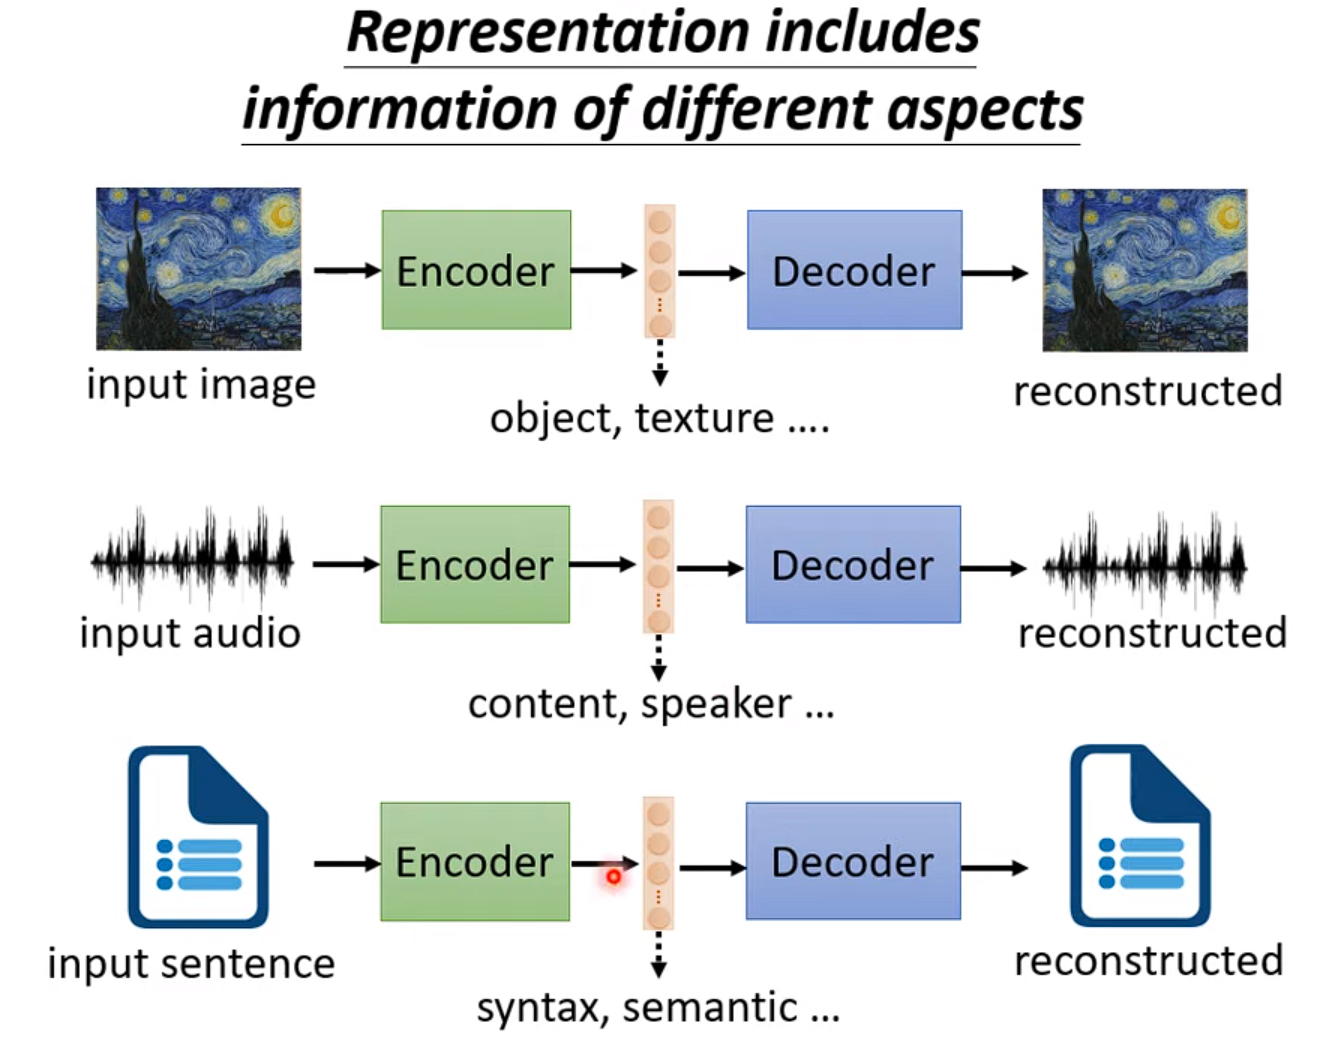 Representation includes
information of different aspects
Encoder
Decoder
input image
reconstructed
object, texture ....
Encoder
Decoder
input audio
reconstructed
content, speaker ...
Encoder
Decoder
input sentence
reconstructed
syntax, semantic ...